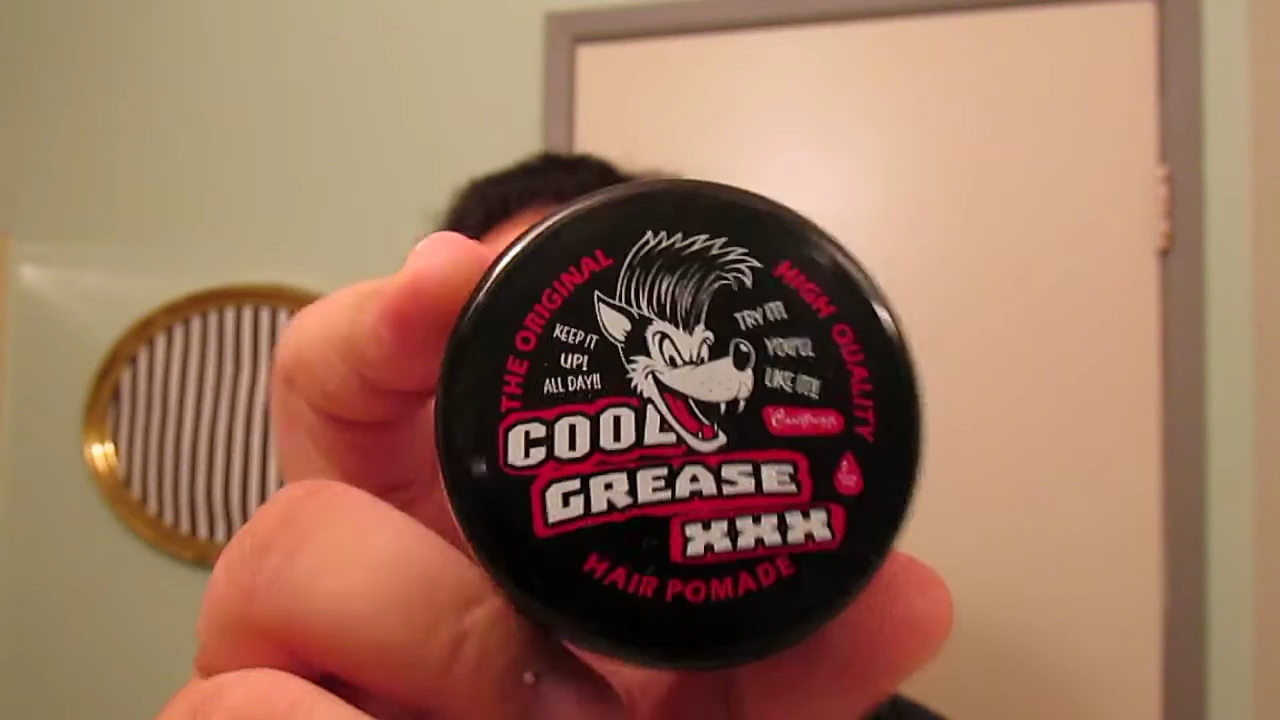 THE ORIGINAL
HIGH QUALITY
KEEP IT
UP!
ALL DAY!!
TRY IT!
YOU'LL
LIKE IT!!
COOL
GREASE
XXX
HAIR POMADE